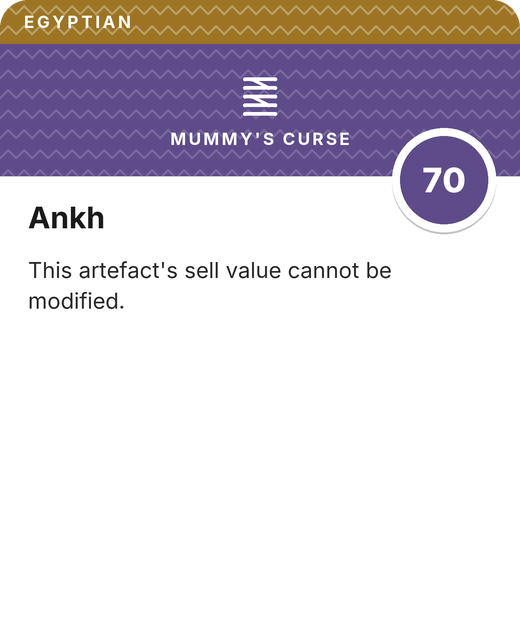 EGYPTIAN
MUMMY'S CURSE
70
Ankh
This artefact's sell value cannot be
modified.